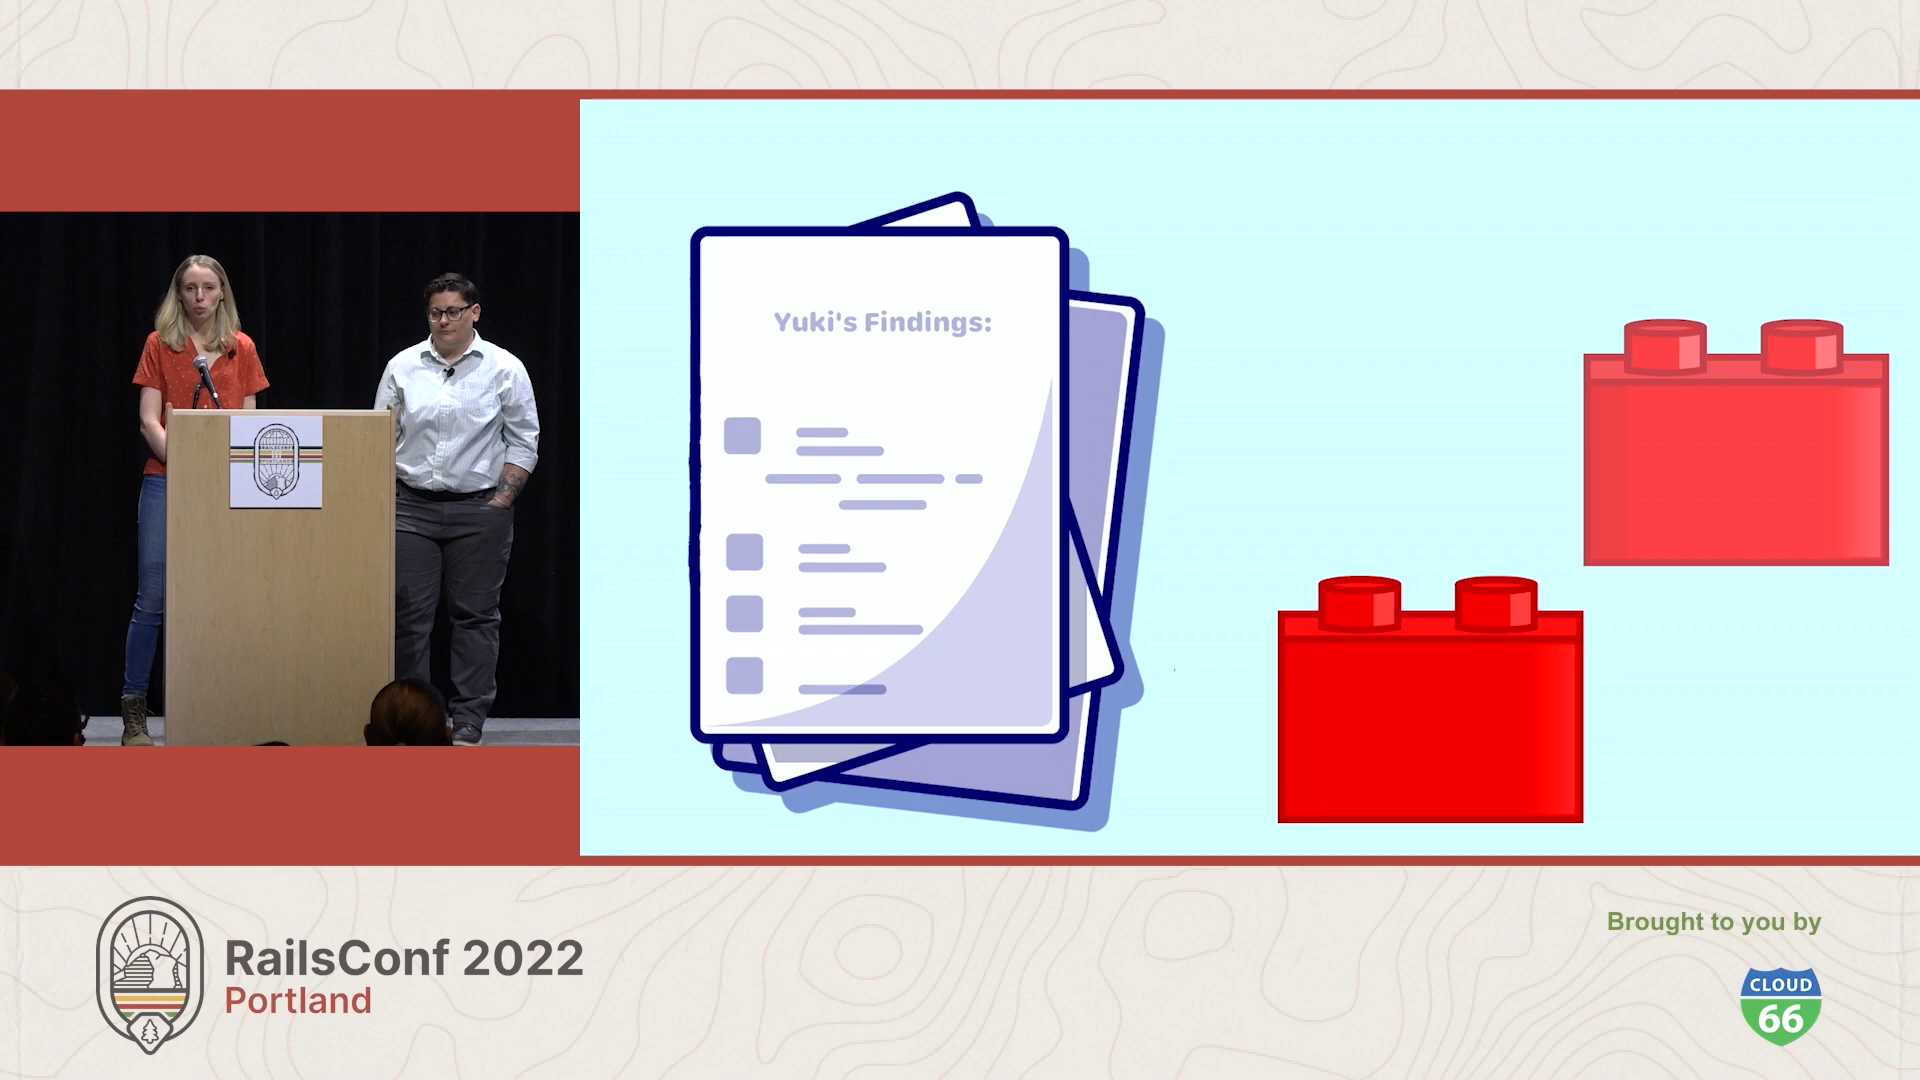 Yuki's Findings:
RailsConf 2022
Portland
Brought to you by
CLOUD
66